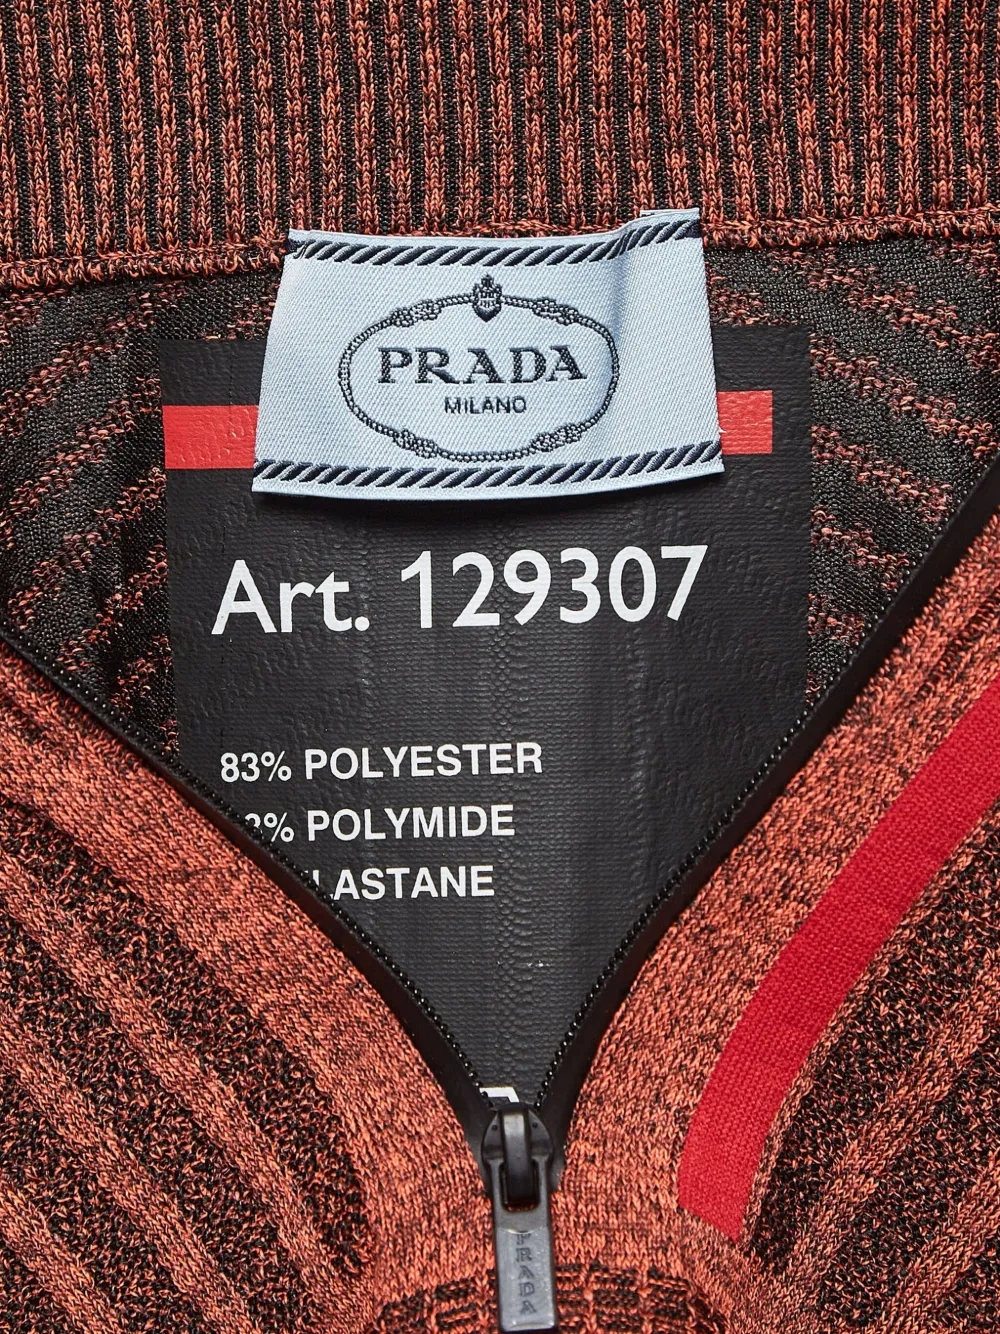 PRADA
MILANO
Art. 129307
83% POLYESTER
% POLYMIDE
LASTANE
PRADA